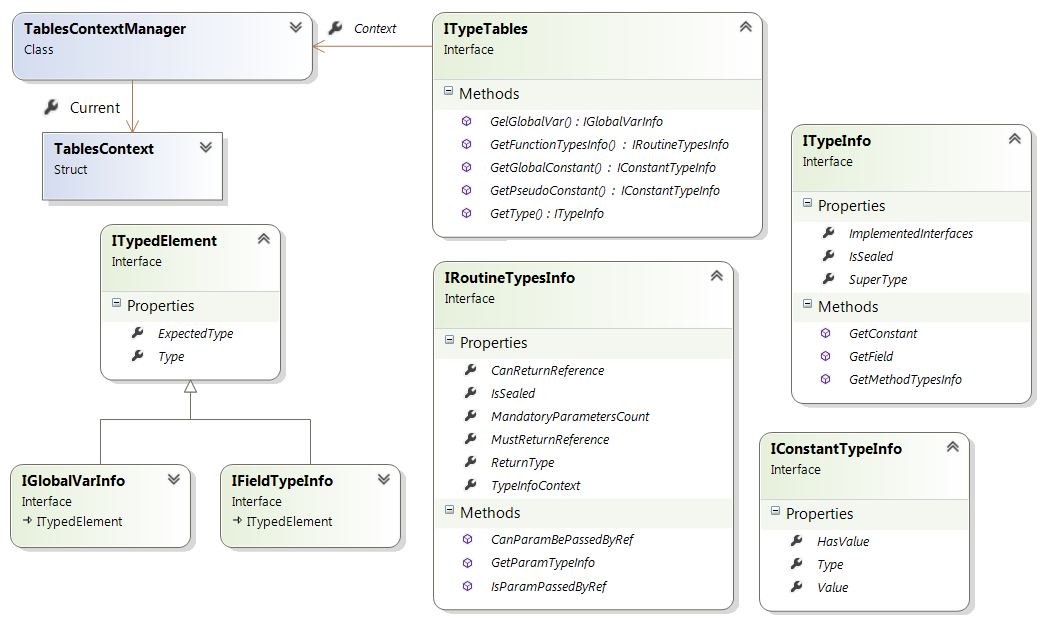 TablesContextManager
Class
Context
Current
TablesContext
Struct
ITypeTables
Interface
Methods
GelGlobalVar() : IGlobalVarInfo
GetFunctionTypesInfo() : IRoutineTypesInfo
GetGlobalConstant() : IConstantTypeInfo
GetPseudoConstant() : IConstantTypeInfo
GetType() : ITypeInfo
ITypeInfo
Interface
Properties
ImplementedInterfaces
IsSealed
SuperType
Methods
GetConstant
GetField
GetMethodTypesInfo
ITypedElement
Interface
Properties
ExpectedType
Type
IGlobalVarInfo
Interface
ITypedElement
IFieldTypeInfo
Interface
ITypedElement
IRoutineTypesInfo
Interface
Properties
CanReturnReference
IsSealed
MandatoryParametersCount
MustReturnReference
ReturnType
TypeInfoContext
Methods
CanParamBePassedByRef
GetParamTypeInfo
IsParamPassedByRef
IConstantTypeInfo
Interface
Properties
HasValue
Type
Value